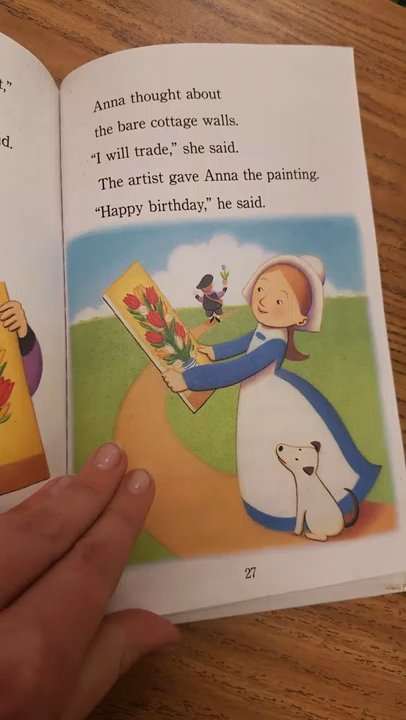 t,”
d.
Anna thought about
the bare cottage walls.
“I will trade,” she said.
The artist gave Anna the painting.
“Happy birthday,” he said.
27